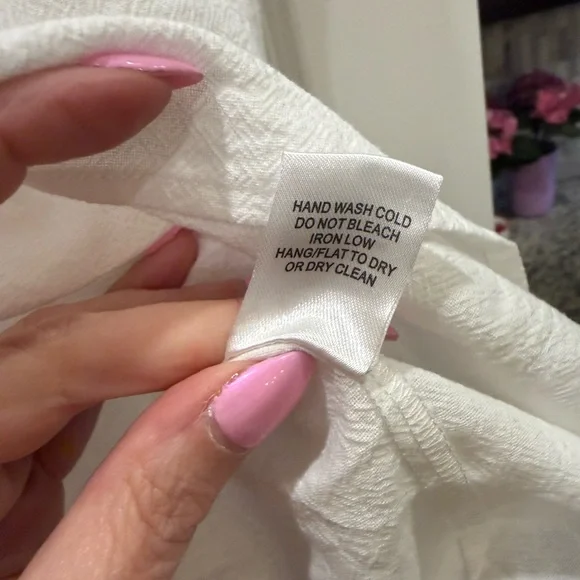 HAND WASH COLD
DO NOT BLEACH
IRON LOW
HANG/FLAT TO DRY
OR DRY CLEAN